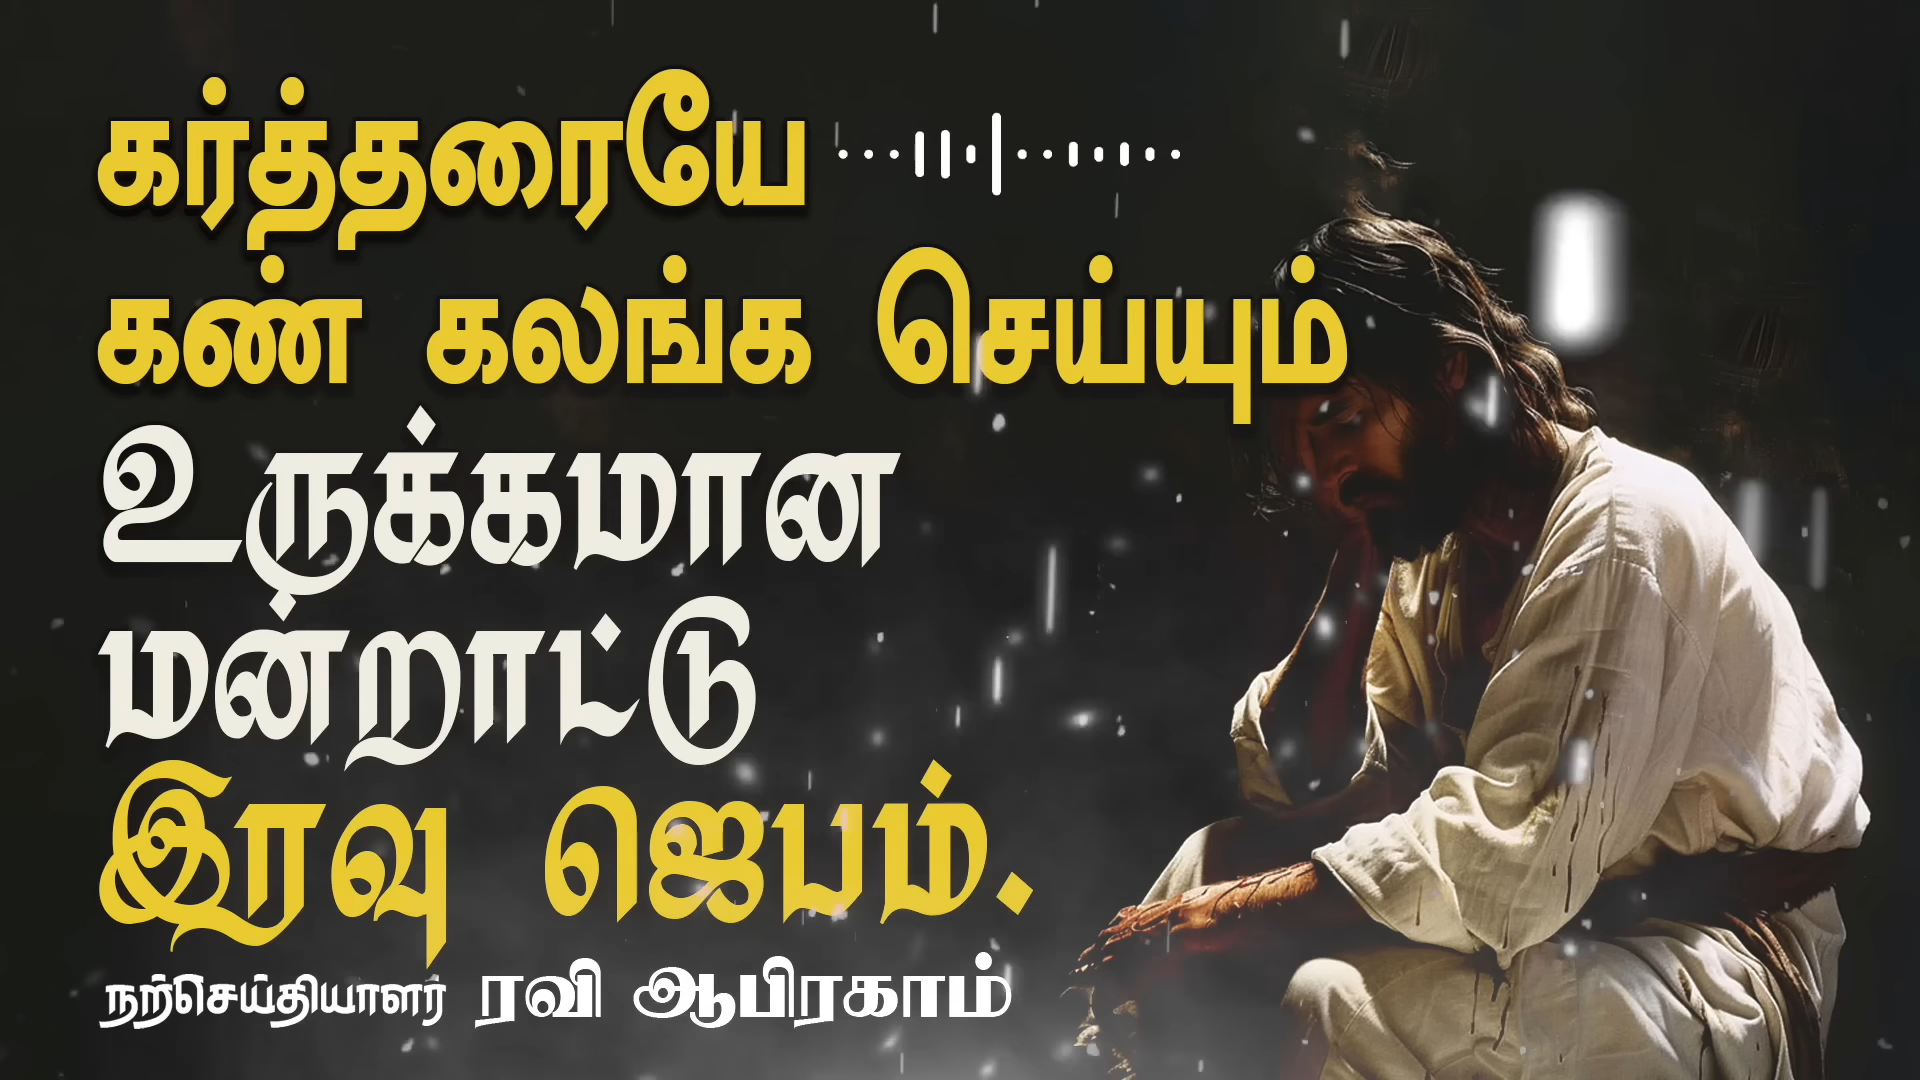 கர்த்தரையே
கண் கலங்க செய்யும்
உருக்கமான
மன்றாட்டு
இரவு ஜெபம்.
நற்செய்தியாளர் ரவி ஆபிரகாம்